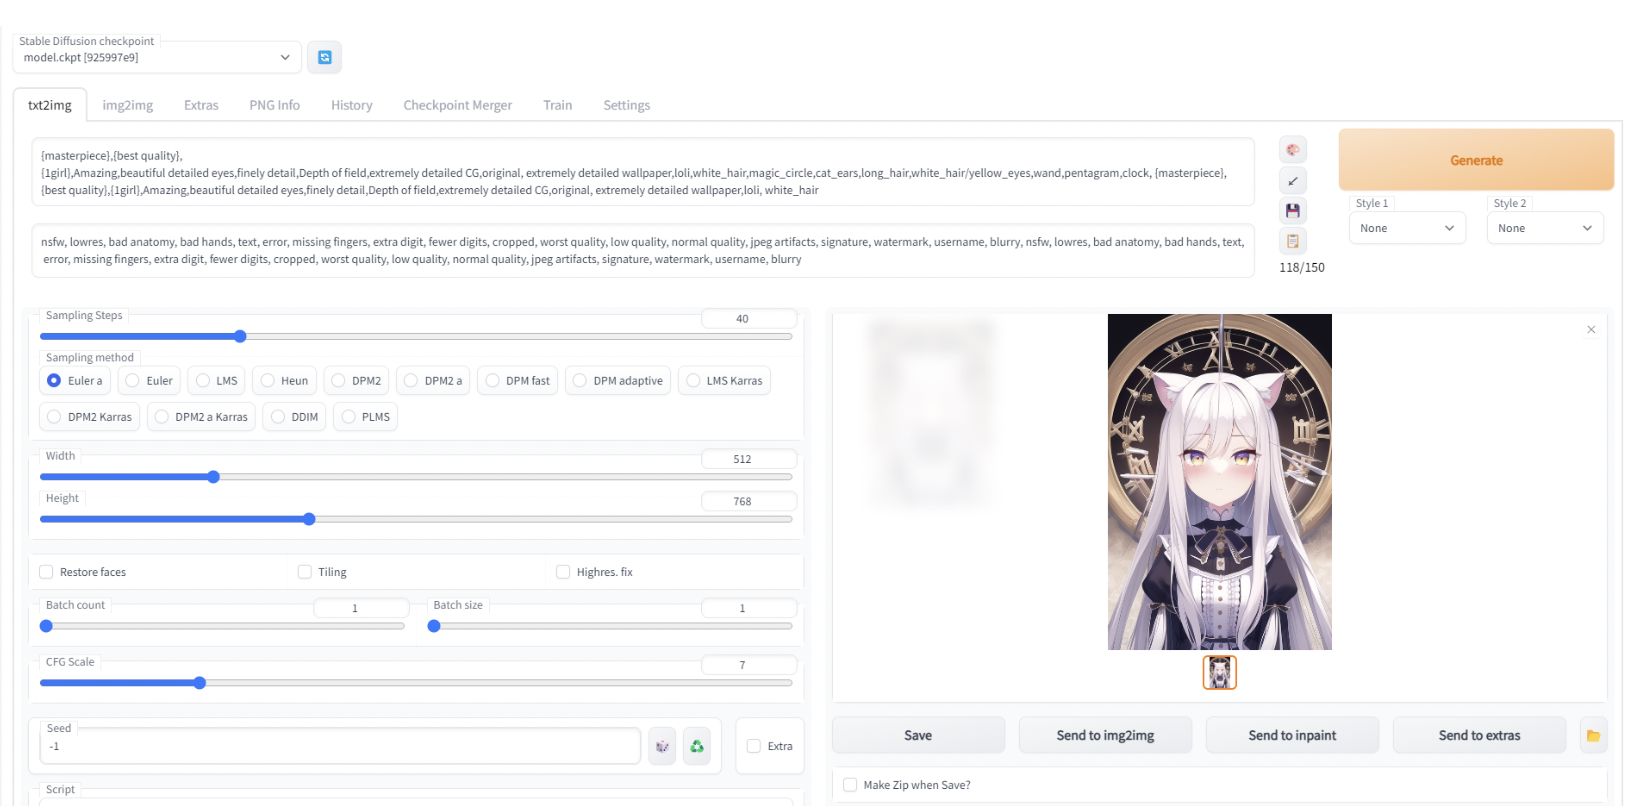 Stable Diffusion checkpoint
model.ckpt [925997e9]
txt2img
img2img
Extras
PNG Info
History
Checkpoint Merger
Train
Settings
{masterpiece},{best quality},
{1girl},Amazing,beautiful detailed eyes,finely detail,Depth of field,extremely detailed CG,original, extremely detailed wallpaper,loli,white_hair,magic_circle,cat_ears,long_hair,white_hair/yellow_eyes,wand,pentagram,clock, {masterpiece},
{best quality},{1girl},Amazing,beautiful detailed eyes,finely detail,Depth of field,extremely detailed CG,original, extremely detailed wallpaper,loli, white_hair
nsfw, lowres, bad anatomy, bad hands, text, error, missing fingers, extra digit, fewer digits, cropped, worst quality, low quality, normal quality, jpeg artifacts, signature, watermark, username, blurry, nsfw, lowres, bad anatomy, bad hands, text,
error, missing fingers, extra digit, fewer digits, cropped, worst quality, low quality, normal quality, jpeg artifacts, signature, watermark, username, blurry
118/150
Generate
Style 1
None
Style 2
None
Sampling Steps
40
Sampling method
Euler a
Euler
LMS
Heun
DPM2
DPM2 a
DPM fast
DPM adaptive
LMS Karras
DPM2 Karras
DPM2 a Karras
DDIM
PLMS
Width
512
Height
768
Restore faces
Tiling
Highres. fix
Batch count
1
Batch size
1
CFG Scale
7
Seed
-1
Extra
Script
Save
Send to img2img
Send to inpaint
Send to extras
Make Zip when Save?